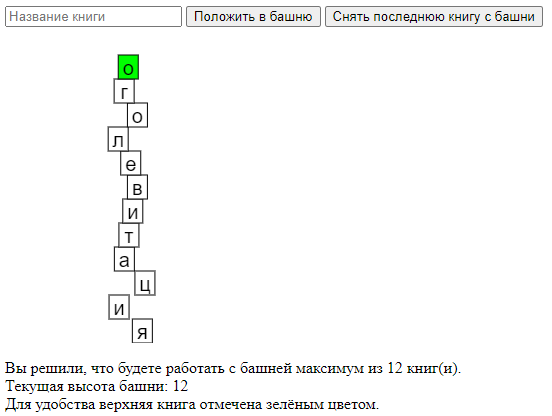 Название книги Положить в башню Снять последнюю книгу с башни
о
г
о
л
е
в
и
т
а
ц
и
я
Вы решили, что будете работать с башней максимум из 12 книг(и).
Текущая высота башни: 12
Для удобства верхняя книга отмечена зелёным цветом.